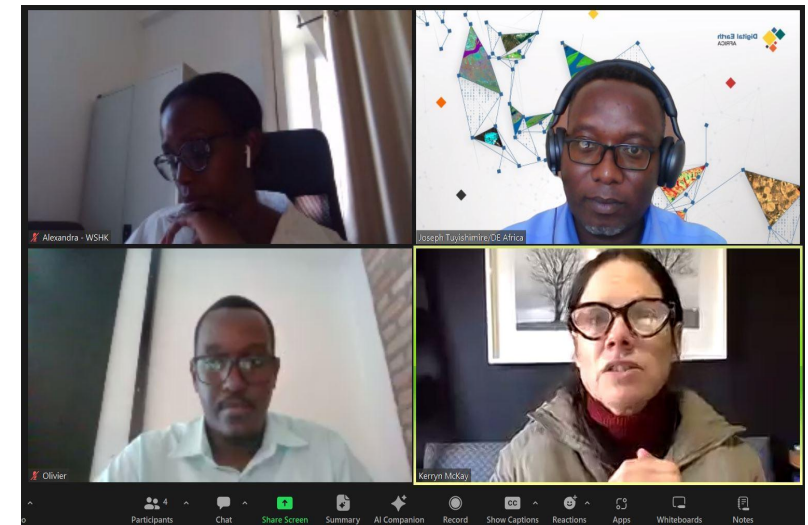 Digital Earth
AFRICA
Alexandra - WSHK
Joseph Tuyishimire/DE Africa
Olivier
Kerryn McKay
4
Participants
Chat
Share Screen
Summary
AI Companion
Record
CC
Show Captions
Reactions
Apps
Whiteboards
Notes